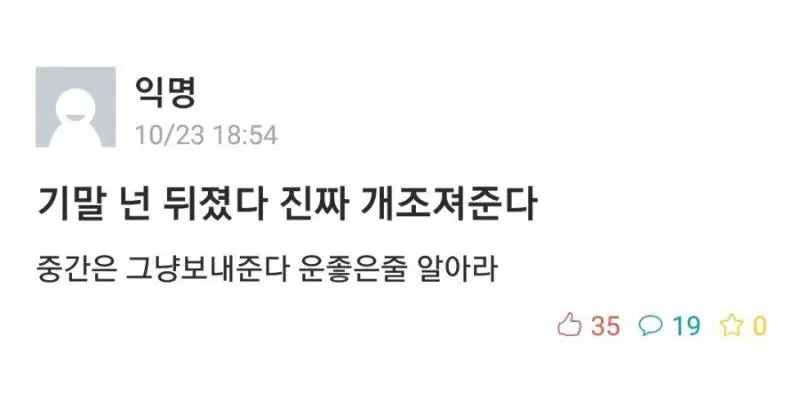 익명
10/23 18:54
기말 넌 뒤졌다 진짜 개조져준다
중간은 그냥보내준다 운좋은줄 알아라
35 19 0